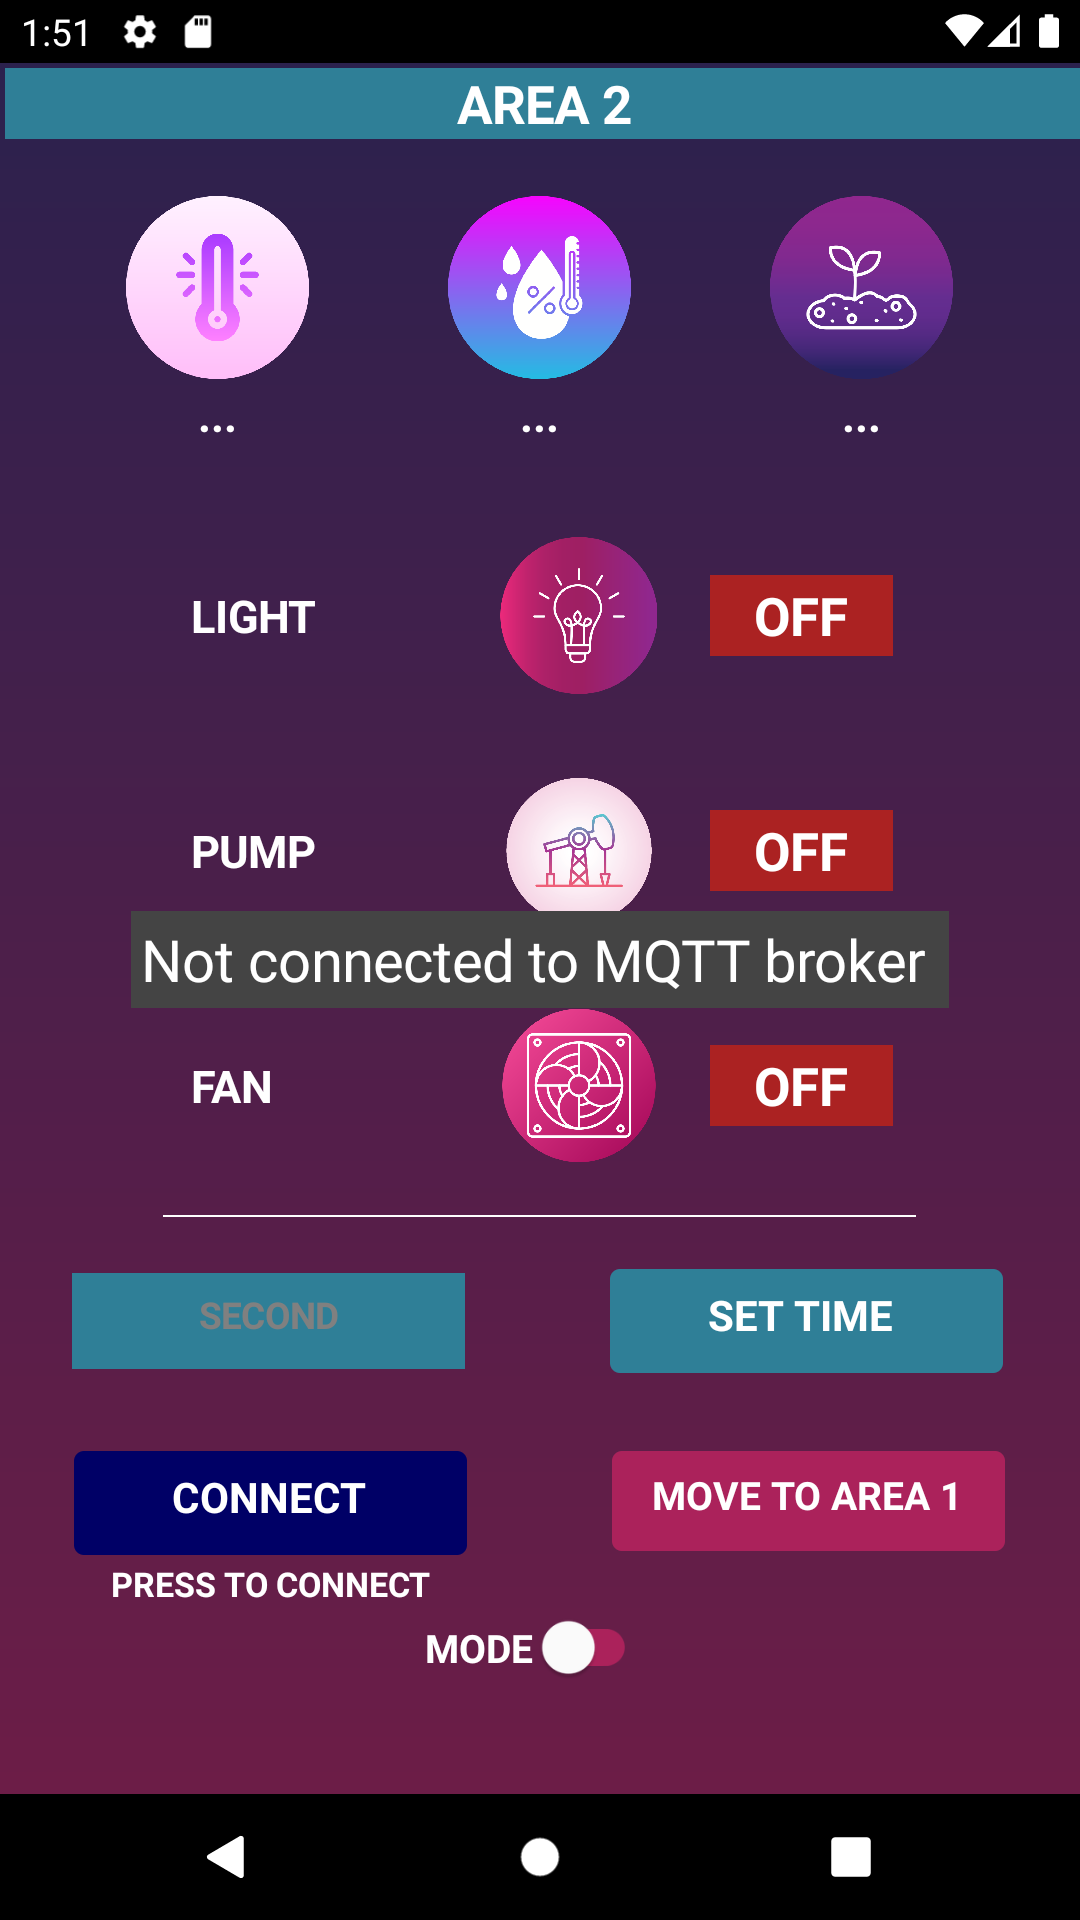 1:51
AREA 2
...
...
...
LIGHT
OFF
PUMP
OFF
Not connected to MQTT broker
FAN
OFF
SECOND
SET TIME
CONNECT
MOVE TO AREA 1
PRESS TO CONNECT
MODE